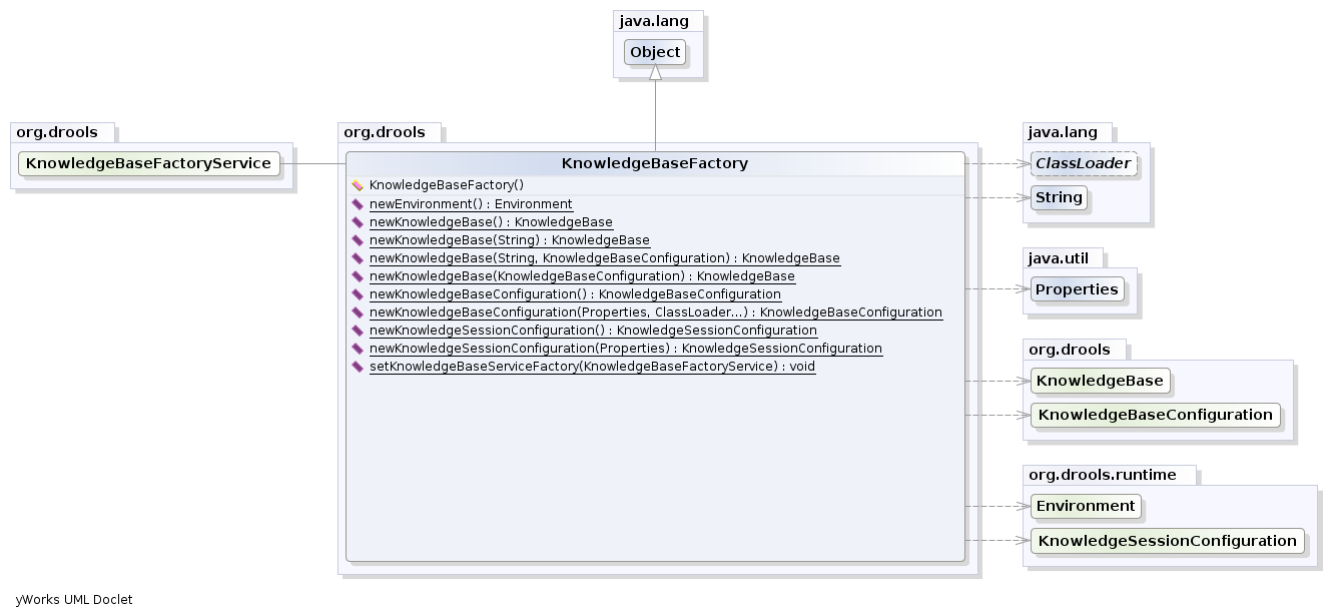 java.lang
Object
org.drools
KnowledgeBaseFactoryService
org.drools
KnowledgeBaseFactory
KnowledgeBaseFactory()
newEnvironment() : Environment
newKnowledgeBase() : KnowledgeBase
newKnowledgeBase(String) : KnowledgeBase
newKnowledgeBase(String, KnowledgeBaseConfiguration) : KnowledgeBase
newKnowledgeBase(KnowledgeBaseConfiguration) : KnowledgeBase
newKnowledgeBaseConfiguration() : KnowledgeBaseConfiguration
newKnowledgeBaseConfiguration(Properties, ClassLoader...) : KnowledgeBaseConfiguration
newKnowledgeSessionConfiguration() : KnowledgeSessionConfiguration
newKnowledgeSessionConfiguration(Properties) : KnowledgeSessionConfiguration
setKnowledgeBaseServiceFactory(KnowledgeBaseFactoryService) : void
java.lang
ClassLoader
String
java.util
Properties
org.drools
KnowledgeBase
KnowledgeBaseConfiguration
org.drools.runtime
Environment
KnowledgeSessionConfiguration
yWorks UML Doclet